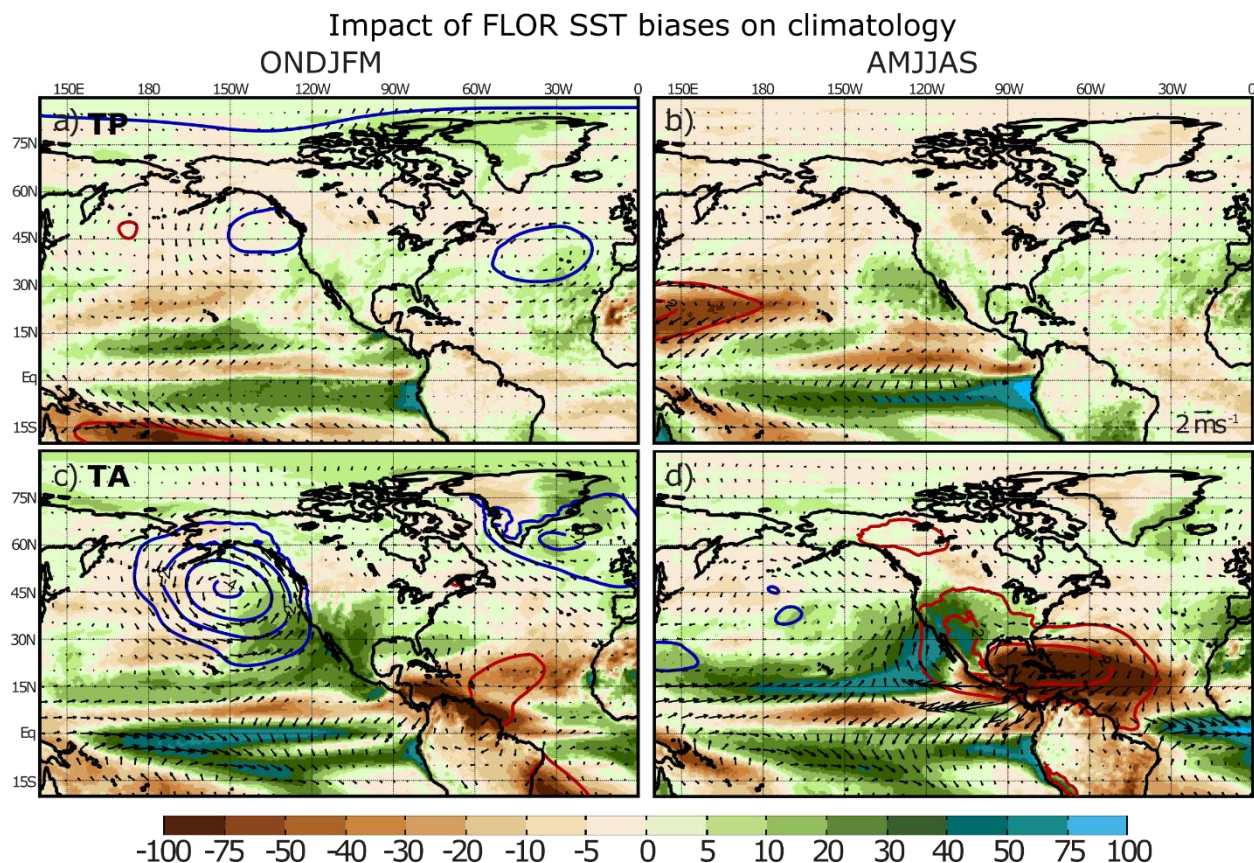 Impact of FLOR SST biases on climatology
ONDJFM AMJJAS
150E 180 150W 120W 90W 60W 30W 0 150E 180 150W 120W 90W 60W 30W 0
a) TP b)
75N
60N
45N
30N
15N
Eq
15S
2 ms⁻¹
c) TA d)
75N
60N
45N
30N
15N
Eq
15S
-4
2
-100 -75 -50 -40 -30 -20 -10 -5 0 5 10 20 30 40 50 75 100